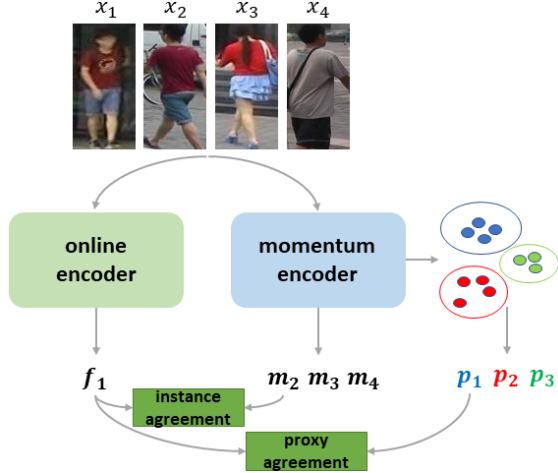 x₁ x₂ x₃ x₄
online
encoder
momentum
encoder
f₁
m₂ m₃ m₄
p₁ p₂ p₃
instance
agreement
proxy
agreement